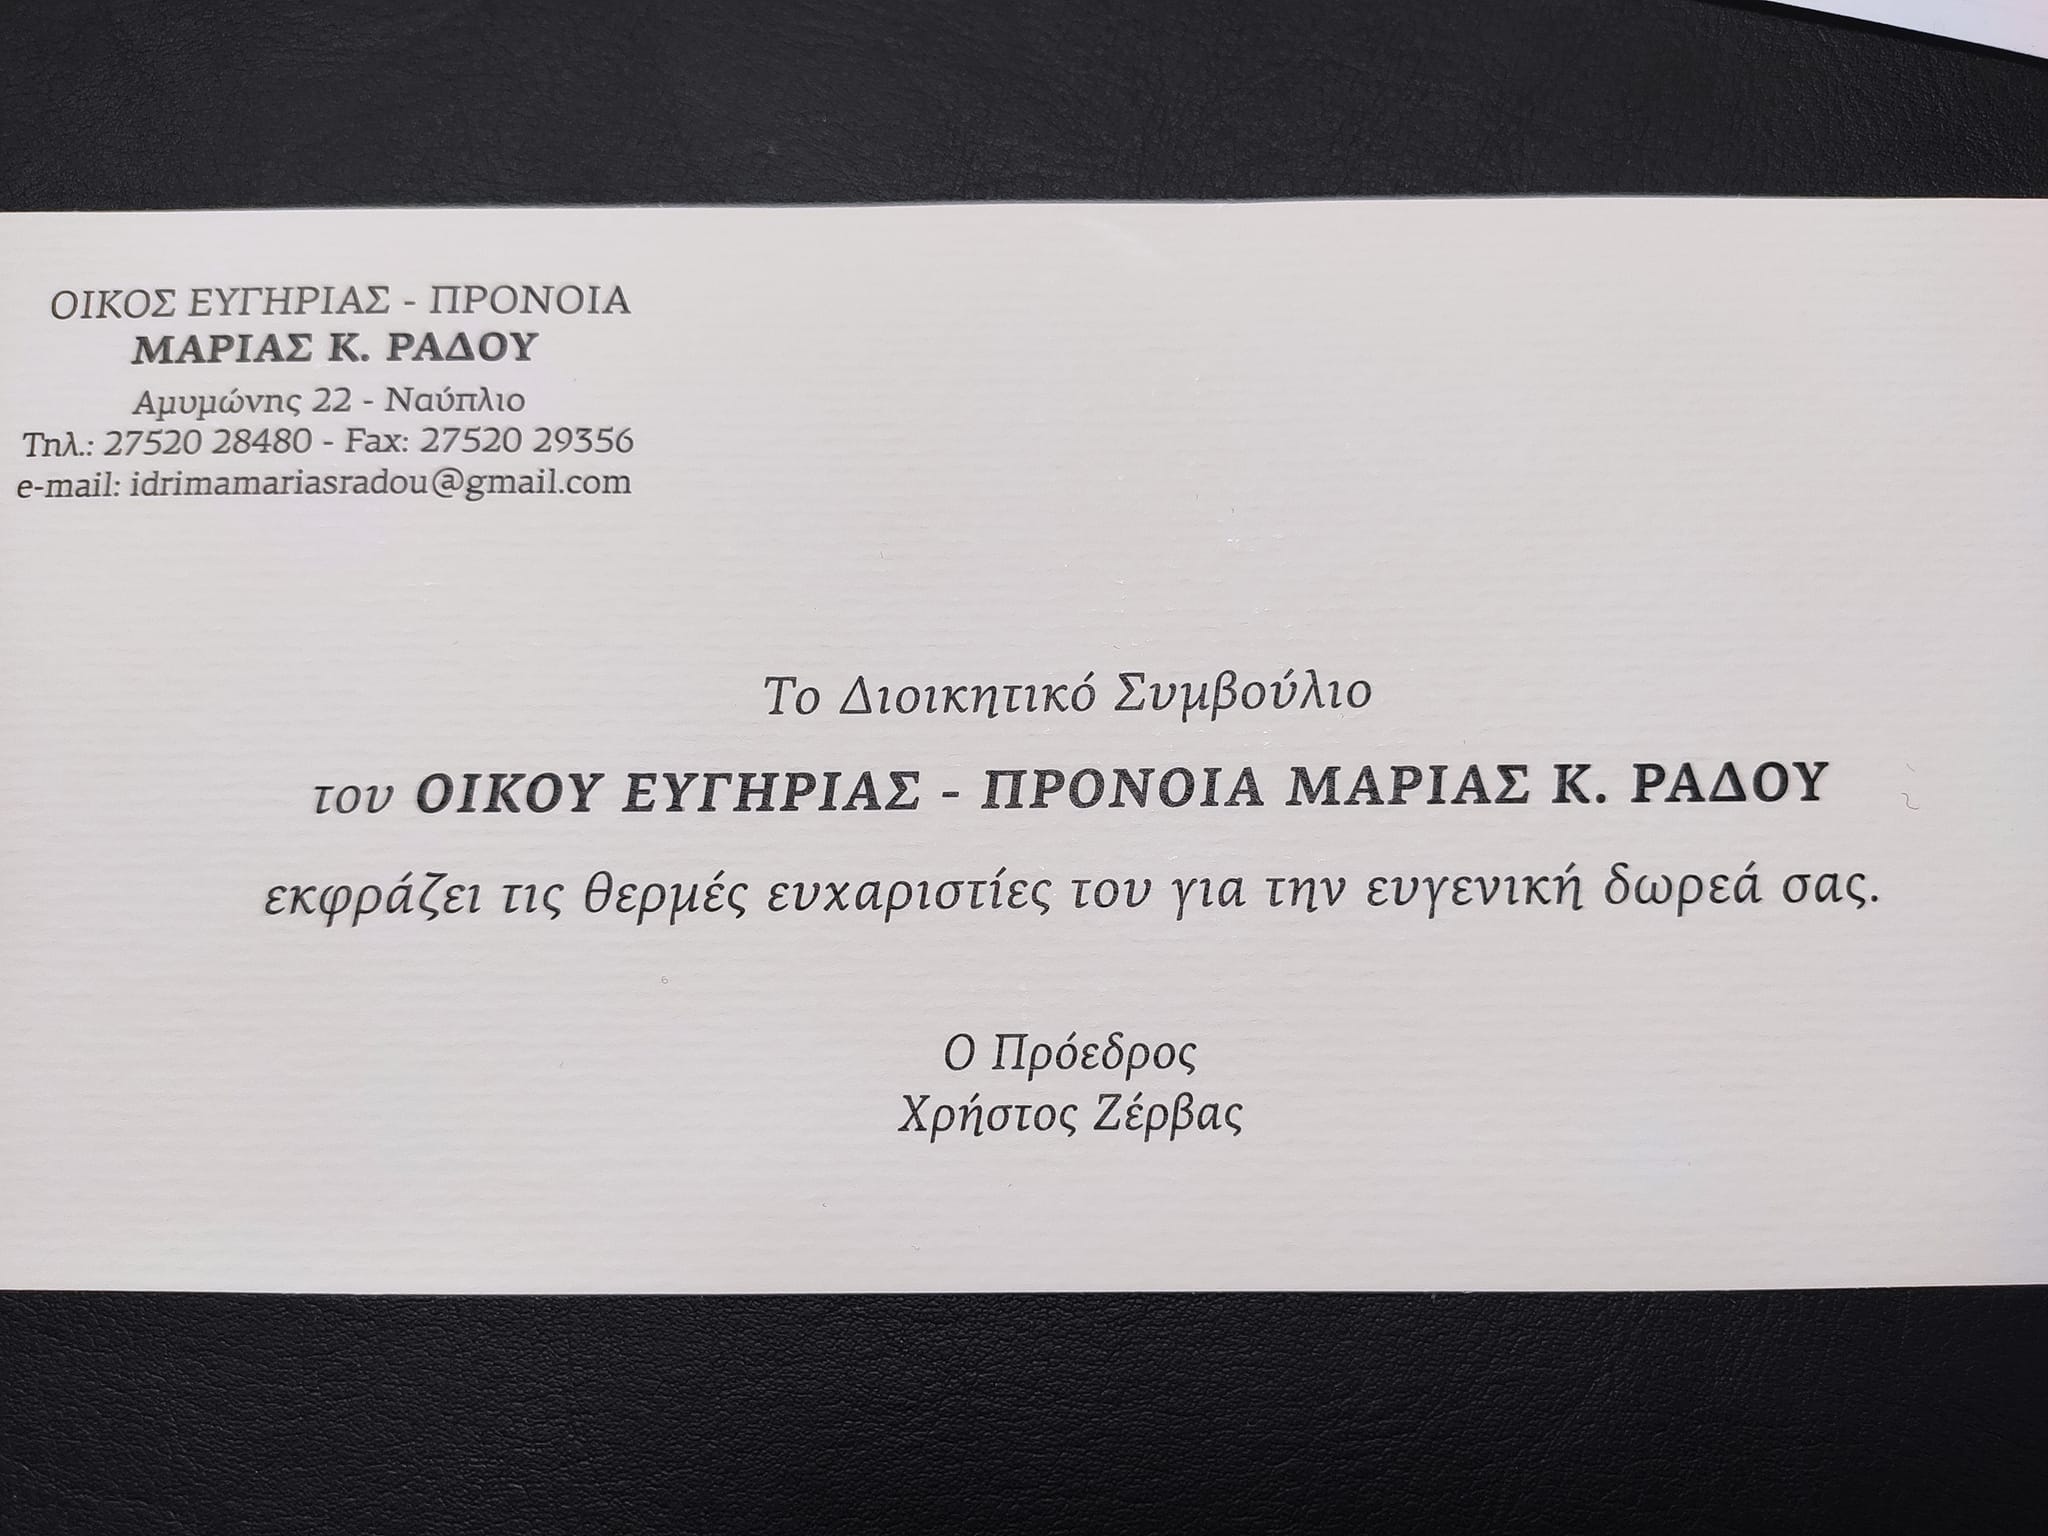 ΟΙΚΟΣ ΕΥΓΗΡΙΑΣ - ΠΡΟΝΟΙΑ
ΜΑΡΙΑΣ Κ. ΡΑΔΟΥ
Αμυμώνης 22 - Ναύπλιο
Τηλ.: 27520 28480 - Fax: 27520 29356
e-mail: idrimamariasradou@gmail.com
Το Διοικητικό Συμβούλιο
του ΟΙΚΟΥ ΕΥΓΗΡΙΑΣ - ΠΡΟΝΟΙΑ ΜΑΡΙΑΣ Κ. ΡΑΔΟΥ
εκφράζει τις θερμές ευχαριστίες του για την ευγενική δωρεά σας.
Ο Πρόεδρος
Χρήστος Ζέρβας